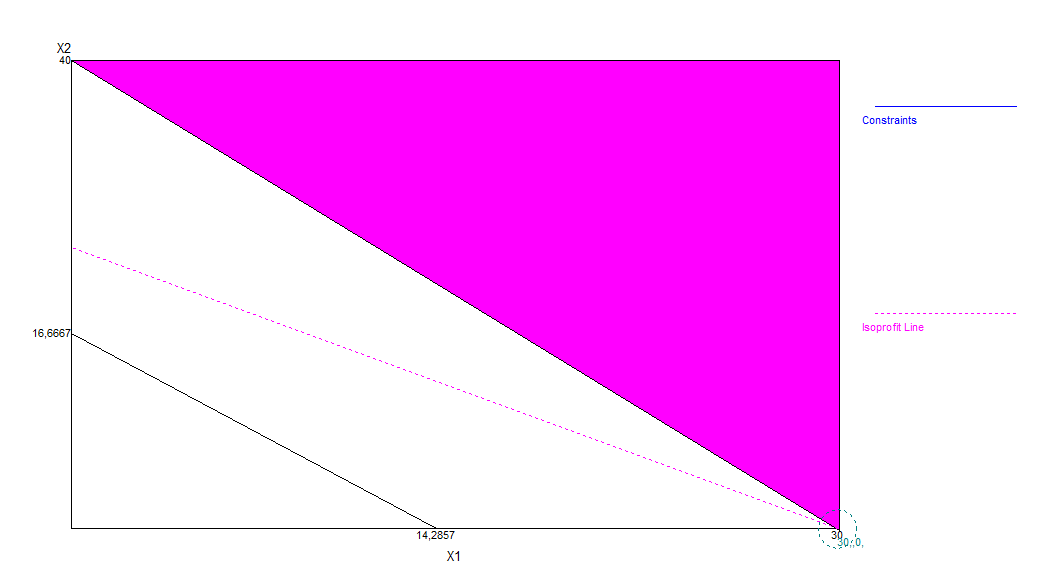 X2
40
Constraints
Isoprofit Line
16,6667
14,2857
30
30,,0,
X1